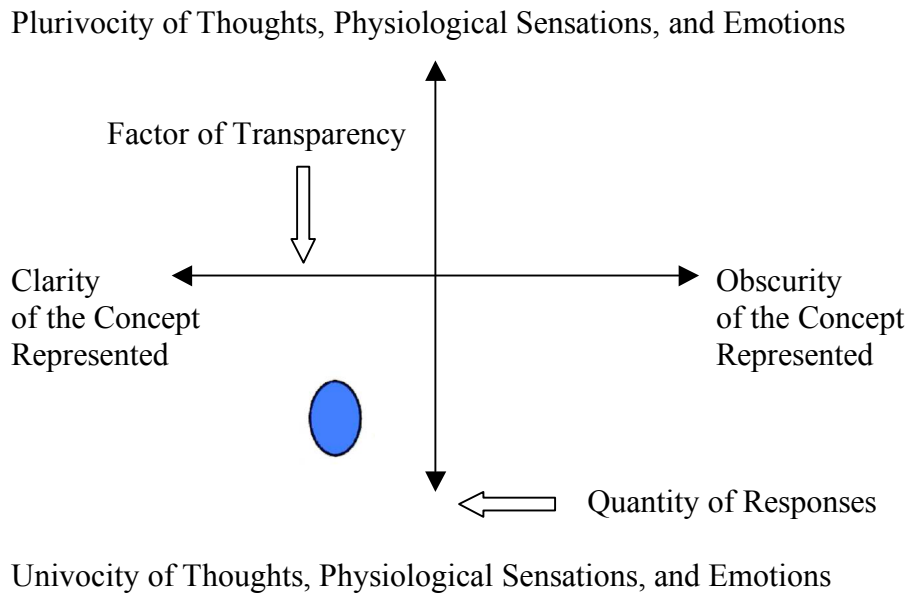 Plurivocity of Thoughts, Physiological Sensations, and Emotions
Factor of Transparency
Clarity
of the Concept
Represented
Obscurity
of the Concept
Represented
Quantity of Responses
Univocity of Thoughts, Physiological Sensations, and Emotions